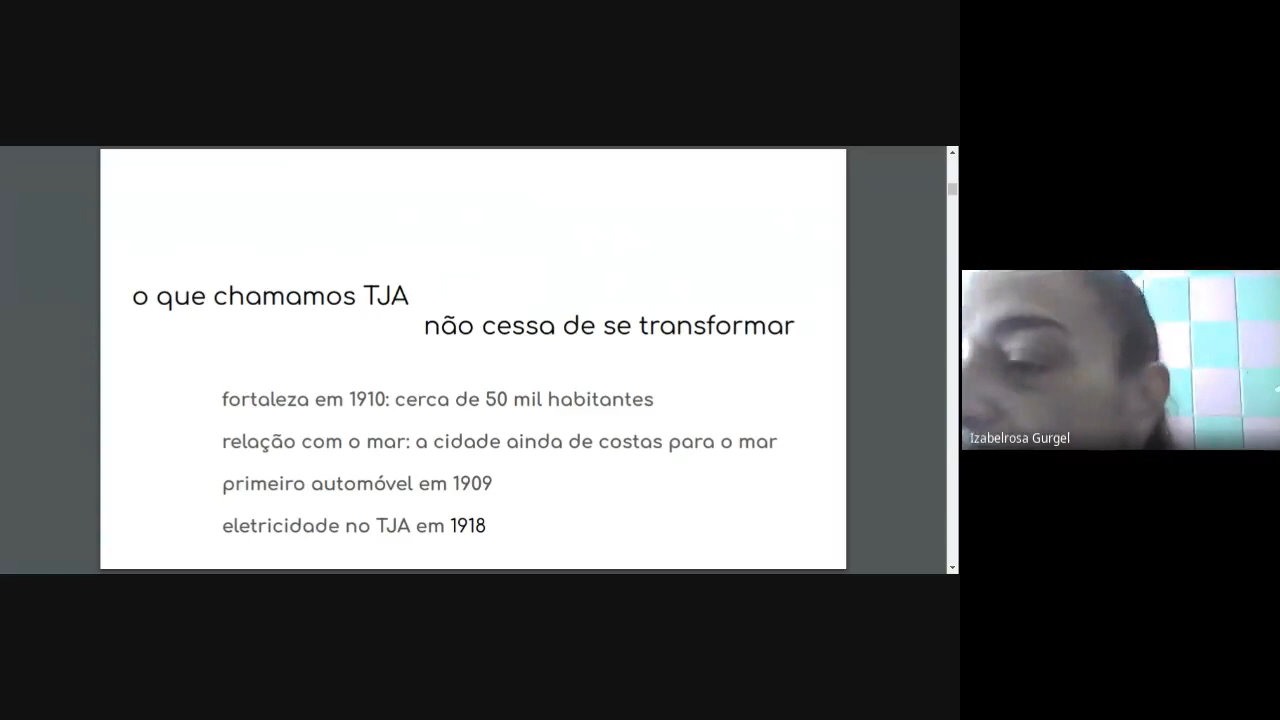 o que chamamos TJA
não cessa de se transformar
fortaleza em 1910: cerca de 50 mil habitantes
relação com o mar: a cidade ainda de costas para o mar
primeiro automóvel em 1909
eletricidade no TJA em 1918
Izabelrosa Gurgel